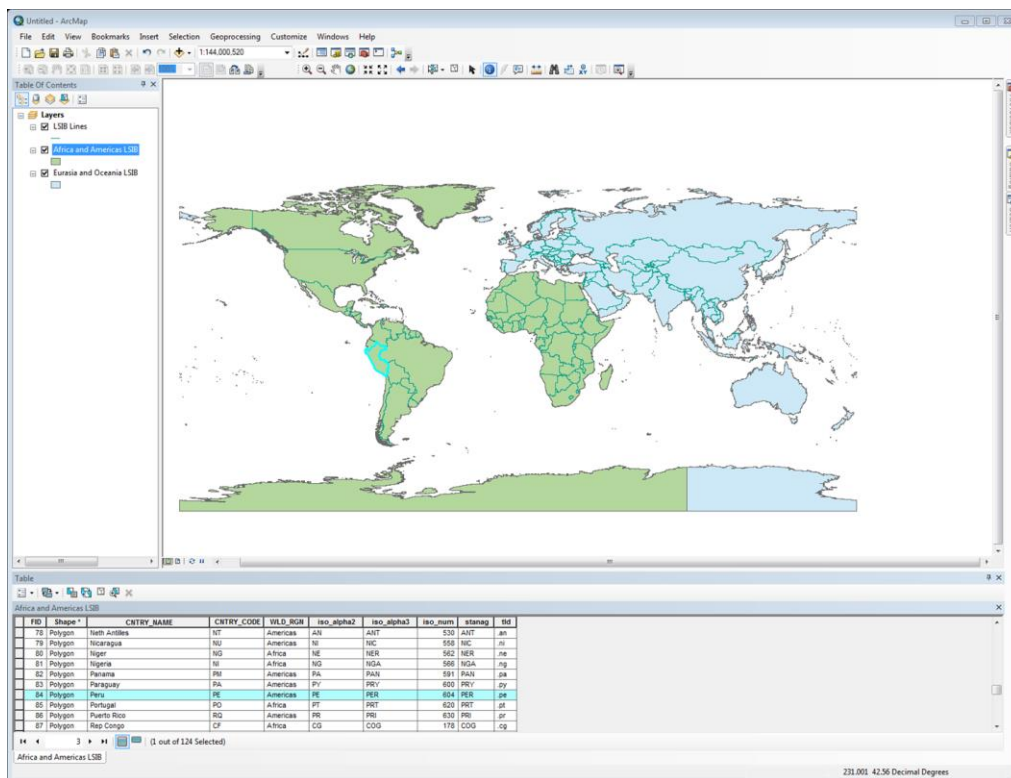 Untitled - ArcMap
File Edit View Bookmarks Insert Selection Geoprocessing Customize Windows Help
1:144,000,520
Table Of Contents
Layers
LSIB Lines
Africa and Americas LSIB
Eurasia and Oceania LSIB
Table
Africa and Americas LSIB
FID Shape * CNTRY_NAME CNTRY_CODE WLD_RGN iso_alpha2 iso_alpha3 iso_num stanag tld
78 Polygon Neth Antilles NT Americas AN ANT 530 ANT .an
79 Polygon Nicaragua NU Americas NI NIC 558 NIC .ni
80 Polygon Niger NG Africa NE NER 562 NER .ne
81 Polygon Nigeria NI Africa NG NGA 566 NGA .ng
82 Polygon Panama PM Americas PA PAN 591 PAN .pa
83 Polygon Paraguay PA Americas PY PRY 600 PRY .py
84 Polygon Peru PE Americas PE PER 604 PER .pe
85 Polygon Portugal PO Africa PT PRT 620 PRT .pt
86 Polygon Puerto Rico RQ Americas PR PRI 630 PRI .pr
87 Polygon Rep Congo CF Africa CG COG 178 COG .cg
3 (1 out of 124 Selected)
Africa and Americas LSIB
231.001 42.56 Decimal Degrees